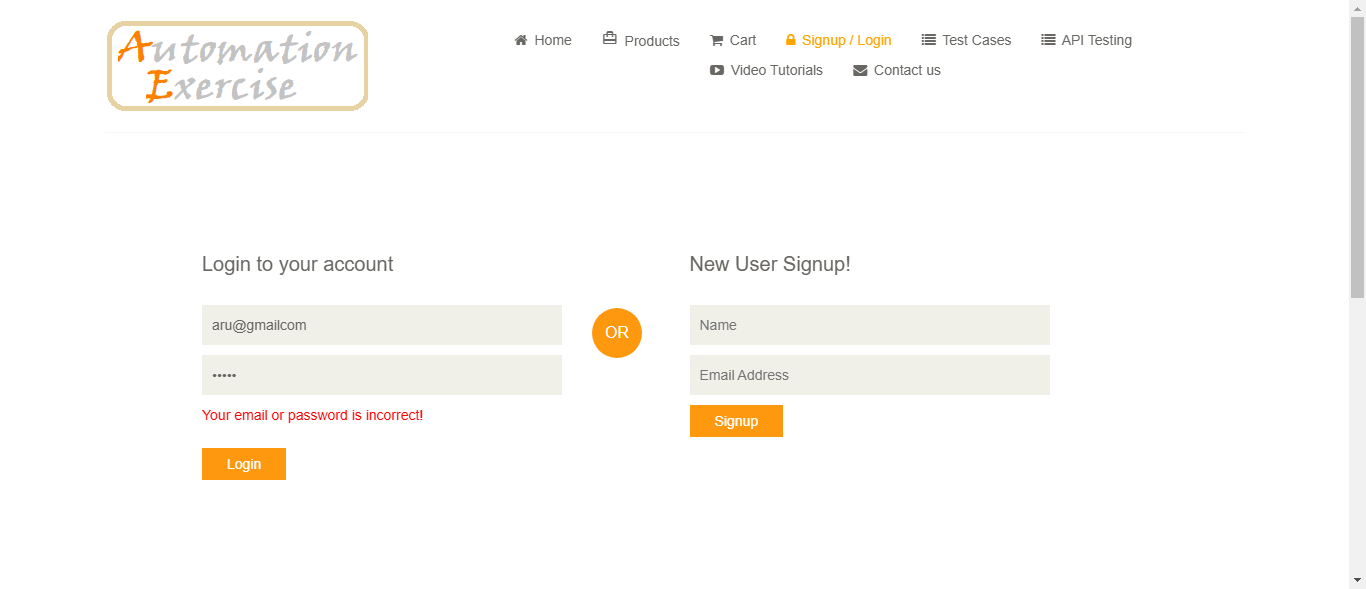 Automation
Exercise
Home Products Cart Signup / Login Test Cases API Testing
Video Tutorials Contact us
Login to your account
aru@gmailcom
•••••
Your email or password is incorrect!
Login
OR
New User Signup!
Name
Email Address
Signup